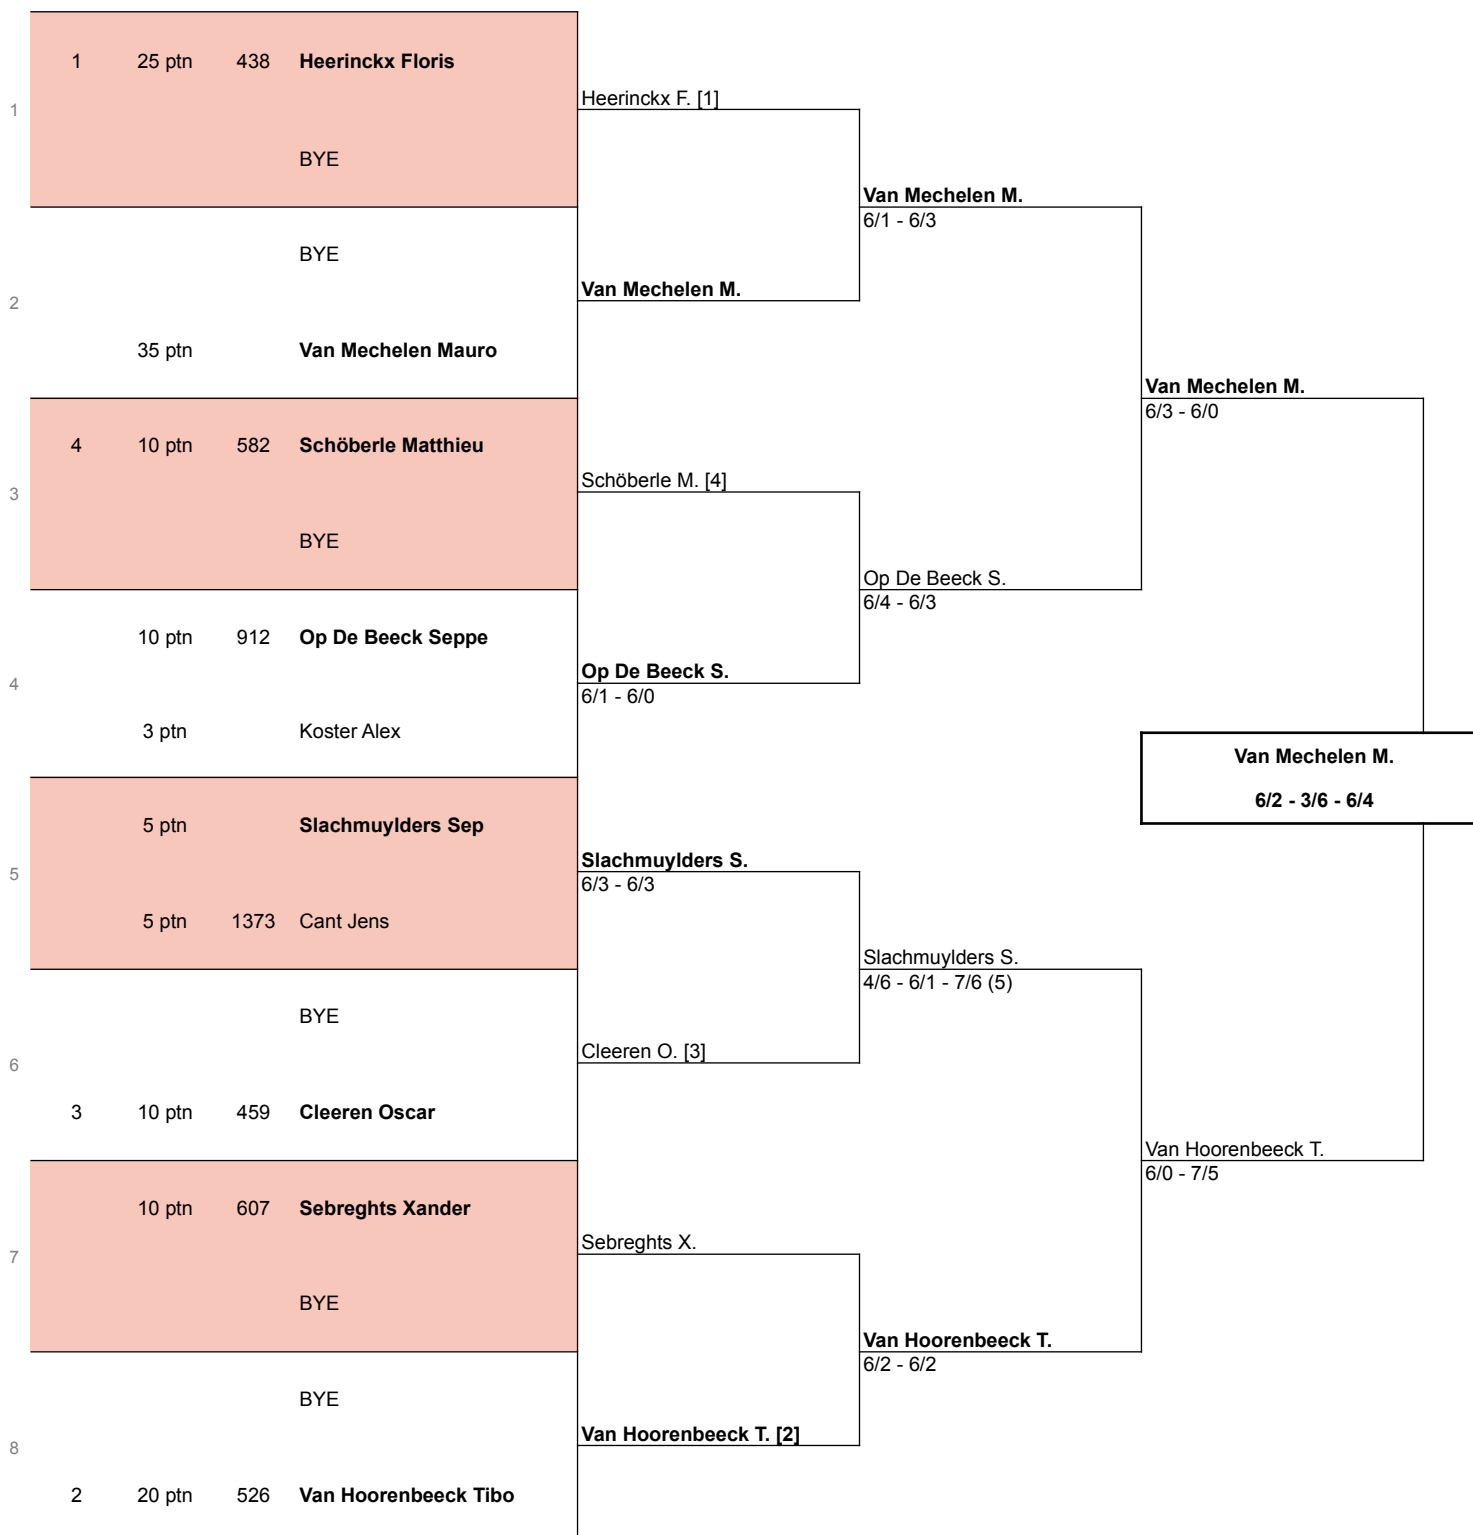 1 25 ptn 438 Heerinckx Floris
Heerinckx F. [1]
1
BYE
Van Mechelen M.
6/1 - 6/3
BYE
Van Mechelen M.
2
35 ptn Van Mechelen Mauro
Van Mechelen M.
6/3 - 6/0
4 10 ptn 582 Schöberle Matthieu
Schöberle M. [4]
3
BYE
Op De Beeck S.
6/4 - 6/3
10 ptn 912 Op De Beeck Seppe
Op De Beeck S.
4
6/1 - 6/0
3 ptn Koster Alex
Van Mechelen M.
6/2 - 3/6 - 6/4
5 ptn Slachmuylders Sep
Slachmuylders S.
5
6/3 - 6/3
5 ptn 1373 Cant Jens
Slachmuylders S.
4/6 - 6/1 - 7/6 (5)
BYE
Cleeren O. [3]
6
3 10 ptn 459 Cleeren Oscar
Van Hoorenbeeck T.
6/0 - 7/5
10 ptn 607 Sebreghts Xander
Sebreghts X.
7
BYE
Van Hoorenbeeck T.
6/2 - 6/2
BYE
Van Hoorenbeeck T. [2]
8
2 20 ptn 526 Van Hoorenbeeck Tibo